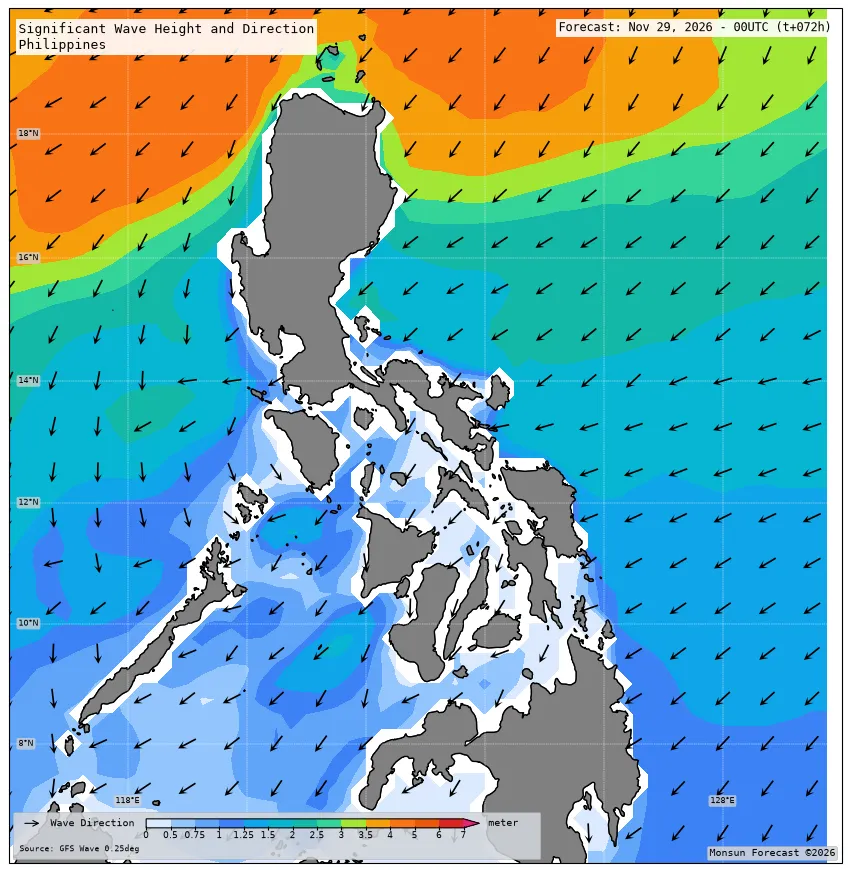 Significant Wave Height and Direction
Philippines
Forecast: Nov 29, 2026 - 00UTC (t+072h)
18°N
16°N
14°N
12°N
10°N
8°N
118°E
128°E
Wave Direction
meter
0 0.5 0.75 1 1.25 1.5 2 2.5 3 3.5 4 5 6 7
Source: GFS Wave 0.25deg
Monsun Forecast ©2026